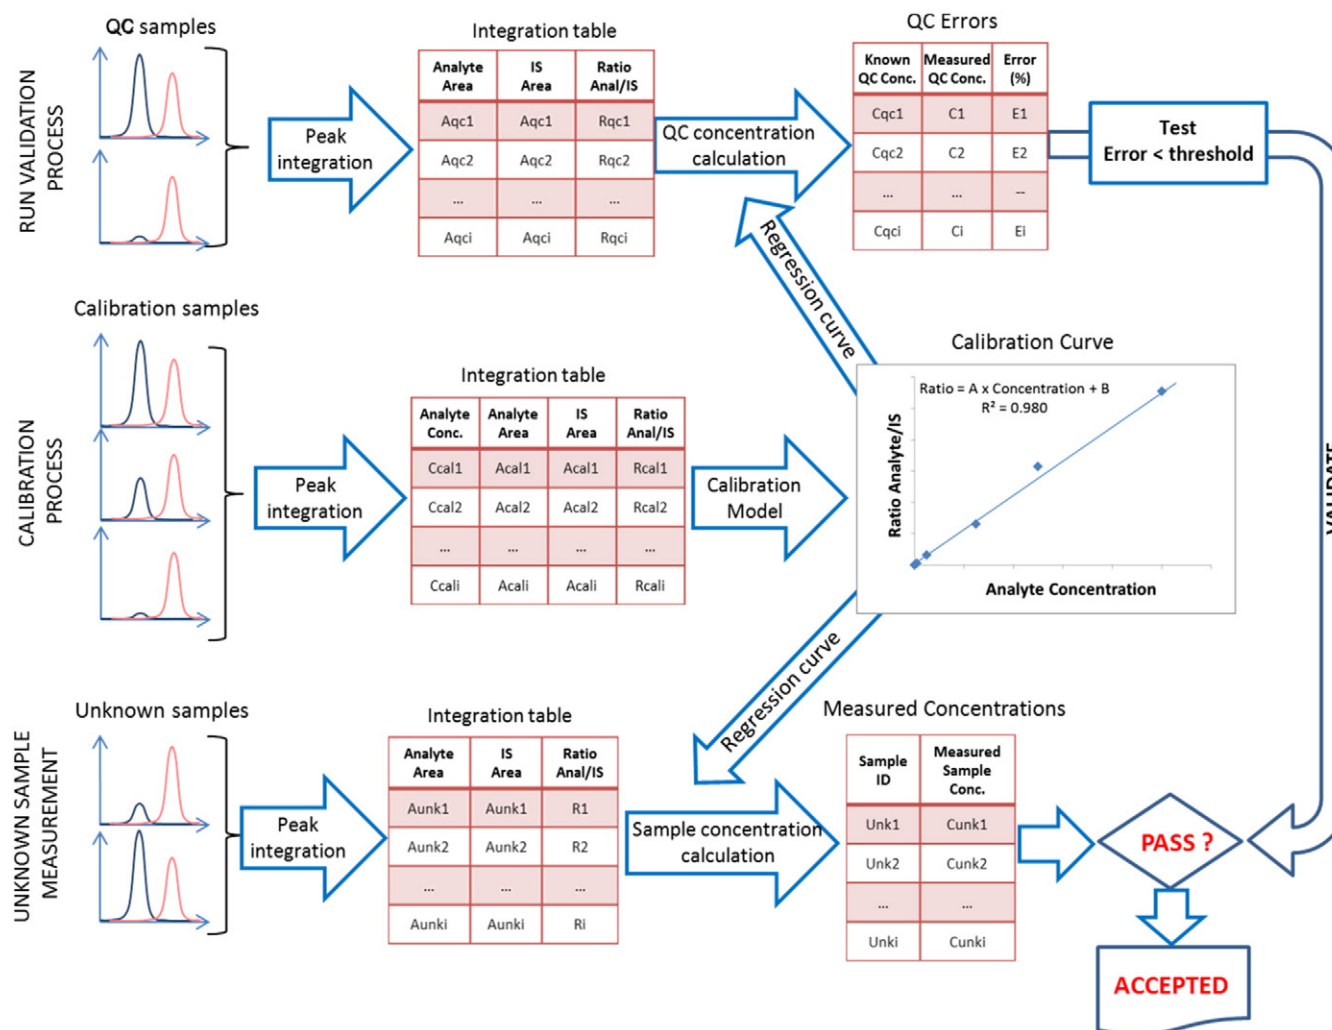 RUN VALIDATION
PROCESS
QC samples
Peak
integration
Integration table
Analyte
Area
IS
Area
Ratio
Anal/IS
Aqc1 Aqc1 Rqc1
Aqc2 Aqc2 Rqc2
... ... ...
Aqci Aqci Rqci
QC concentration
calculation
QC Errors
Known
QC Conc.
Measured
QC Conc.
Error
(%)
Cqc1 C1 E1
Cqc2 C2 E2
... ... --
Cqci Ci Ei
Test
Error < threshold
Regression curve
CALIBRATION
PROCESS
Calibration samples
Peak
integration
Integration table
Analyte
Conc.
Analyte
Area
IS
Area
Ratio
Anal/IS
Ccal1 Acal1 Acal1 Rcal1
Ccal2 Acal2 Acal2 Rcal2
... ... ... ...
Ccali Acali Acali Rcali
Calibration
Model
Calibration Curve
Ratio = A x Concentration + B
R² = 0.980
Ratio Analyte/IS
Analyte Concentration
VALIDATE
Regression curve
UNKNOWN SAMPLE
MEASUREMENT
Unknown samples
Peak
integration
Integration table
Analyte
Area
IS
Area
Ratio
Anal/IS
Aunk1 Aunk1 R1
Aunk2 Aunk2 R2
... ... ...
Aunki Aunki Ri
Sample concentration
calculation
Measured Concentrations
Sample
ID
Measured
Sample
Conc.
Unk1 Cunk1
Unk2 Cunk2
... ...
Unki Cunki
PASS ?
ACCEPTED